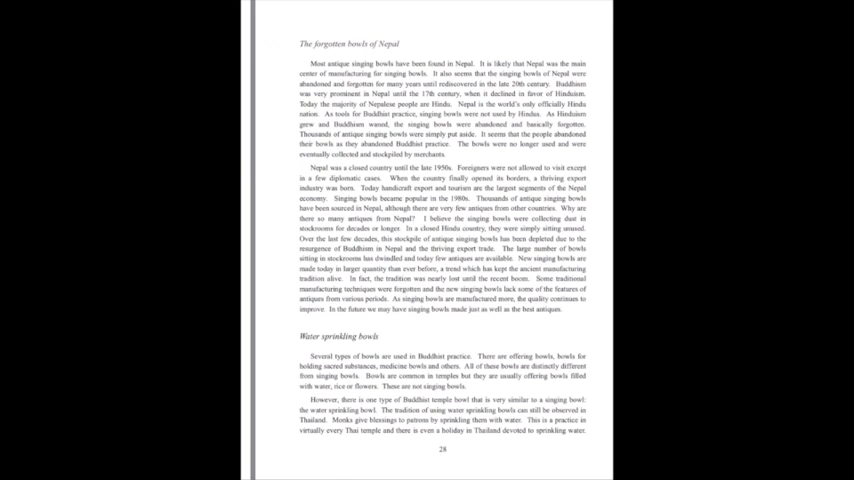 The forgotten bowls of Nepal
Most antique singing bowls have been found in Nepal. It is likely that Nepal was the main
center of manufacturing for singing bowls. It also seems that the singing bowls of Nepal were
abandoned and forgotten for many years until rediscovered in the late 20th century. Buddhism
was very prominent in Nepal until the 17th century, when it declined in favor of Hinduism.
Today the majority of Nepalese people are Hindu. Nepal is the world's only officially Hindu
nation. As tools for Buddhist practice, singing bowls were not used by Hindus. As Hinduism
grew and Buddhism waned, the singing bowls were abandoned and basically forgotten.
Thousands of antique singing bowls were simply put aside. It seems that the people abandoned
their bowls as they abandoned Buddhist practice. The bowls were no longer used and were
eventually collected and stockpiled by merchants.
Nepal was a closed country until the late 1950s. Foreigners were not allowed to visit except
in a few diplomatic cases. When the country finally opened its borders, a thriving export
industry was born. Today handicraft export and tourism are the largest segments of the Nepal
economy. Singing bowls became popular in the 1980s. Thousands of antique singing bowls
have been sourced in Nepal, although there are very few antiques from other countries. Why are
there so many antiques from Nepal? I believe the singing bowls were collecting dust in
stockrooms for decades or longer. In a closed Hindu country, they were simply sitting unused.
Over the last few decades, this stockpile of antique singing bowls has been depleted due to the
resurgence of Buddhism in Nepal and the thriving export trade. The large number of bowls
sitting in stockrooms has dwindled and today few antiques are available. New singing bowls are
made today in larger quantity than ever before, a trend which has kept the ancient manufacturing
tradition alive. In fact, the tradition was nearly lost until the recent boom. Some traditional
manufacturing techniques were forgotten and the new singing bowls lack some of the features of
antiques from various periods. As singing bowls are manufactured more, the quality continues to
improve. In the future we may have singing bowls made just as well as the best antiques.
Water sprinkling bowls
Several types of bowls are used in Buddhist practice. There are offering bowls, bowls for
holding sacred substances, medicine bowls and others. All of these bowls are distinctly different
from singing bowls. Bowls are common in temples but they are usually offering bowls filled
with water, rice or flowers. These are not singing bowls.
However, there is one type of Buddhist temple bowl that is very similar to a singing bowl:
the water sprinkling bowl. The tradition of using water sprinkling bowls can still be observed in
Thailand. Monks give blessings to patrons by sprinkling them with water. This is a practice in
virtually every Thai temple and there is even a holiday in Thailand devoted to sprinkling water.
28